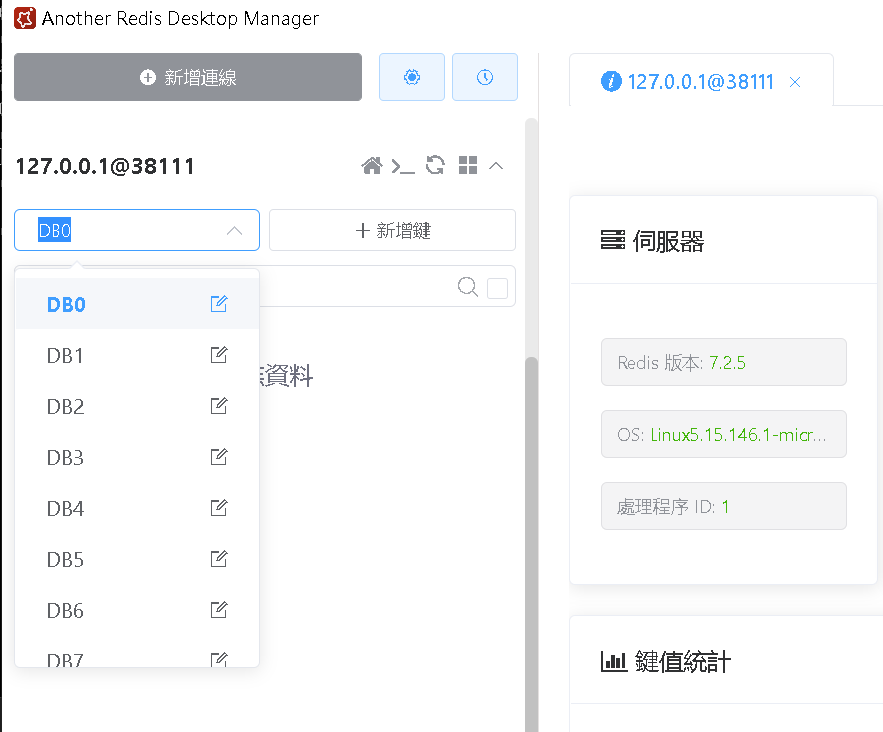 Another Redis Desktop Manager
新增連線
127.0.0.1@38111
127.0.0.1@38111
DB0
新增鍵
DB0
DB1
DB2
DB3
DB4
DB5
DB6
DB7
資料
伺服器
Redis 版本: 7.2.5
OS: Linux5.15.146.1-micr...
處理程序 ID: 1
鍵值統計